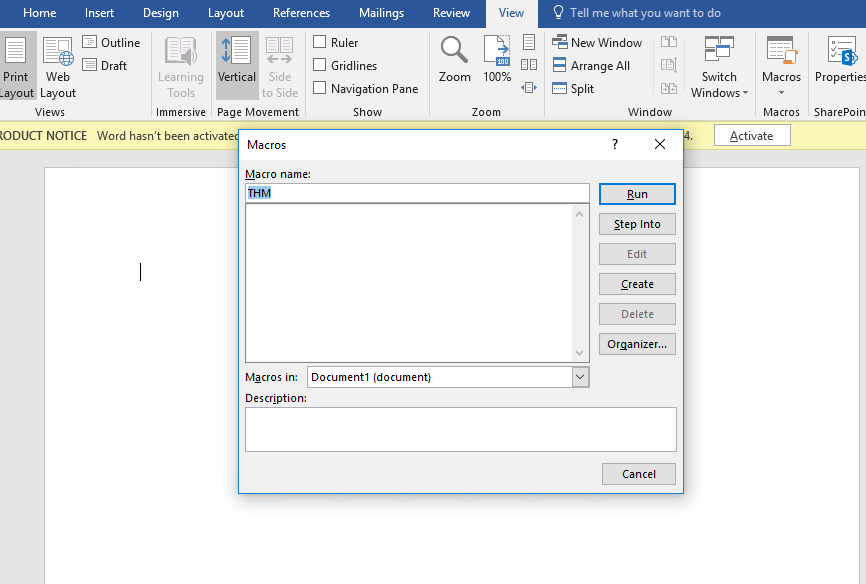 Home Insert Design Layout References Mailings Review View Tell me what you want to do
Print Layout
Web Layout
Outline
Draft
Views
Learning Tools
Immersive
Vertical
Side to Side
Page Movement
Ruler
Gridlines
Navigation Pane
Show
Zoom
100
100%
Zoom
New Window
Arrange All
Split
Switch Windows
Window
Macros
Macros
S
Properties
SharePoin
RODUCT NOTICE Word hasn't been activated 4. Activate
Macros ? 
Macro name:
THM
Run
Step Into
Edit
Create
Delete
Organizer...
Macros in: Document1 (document)
Description:
Cancel